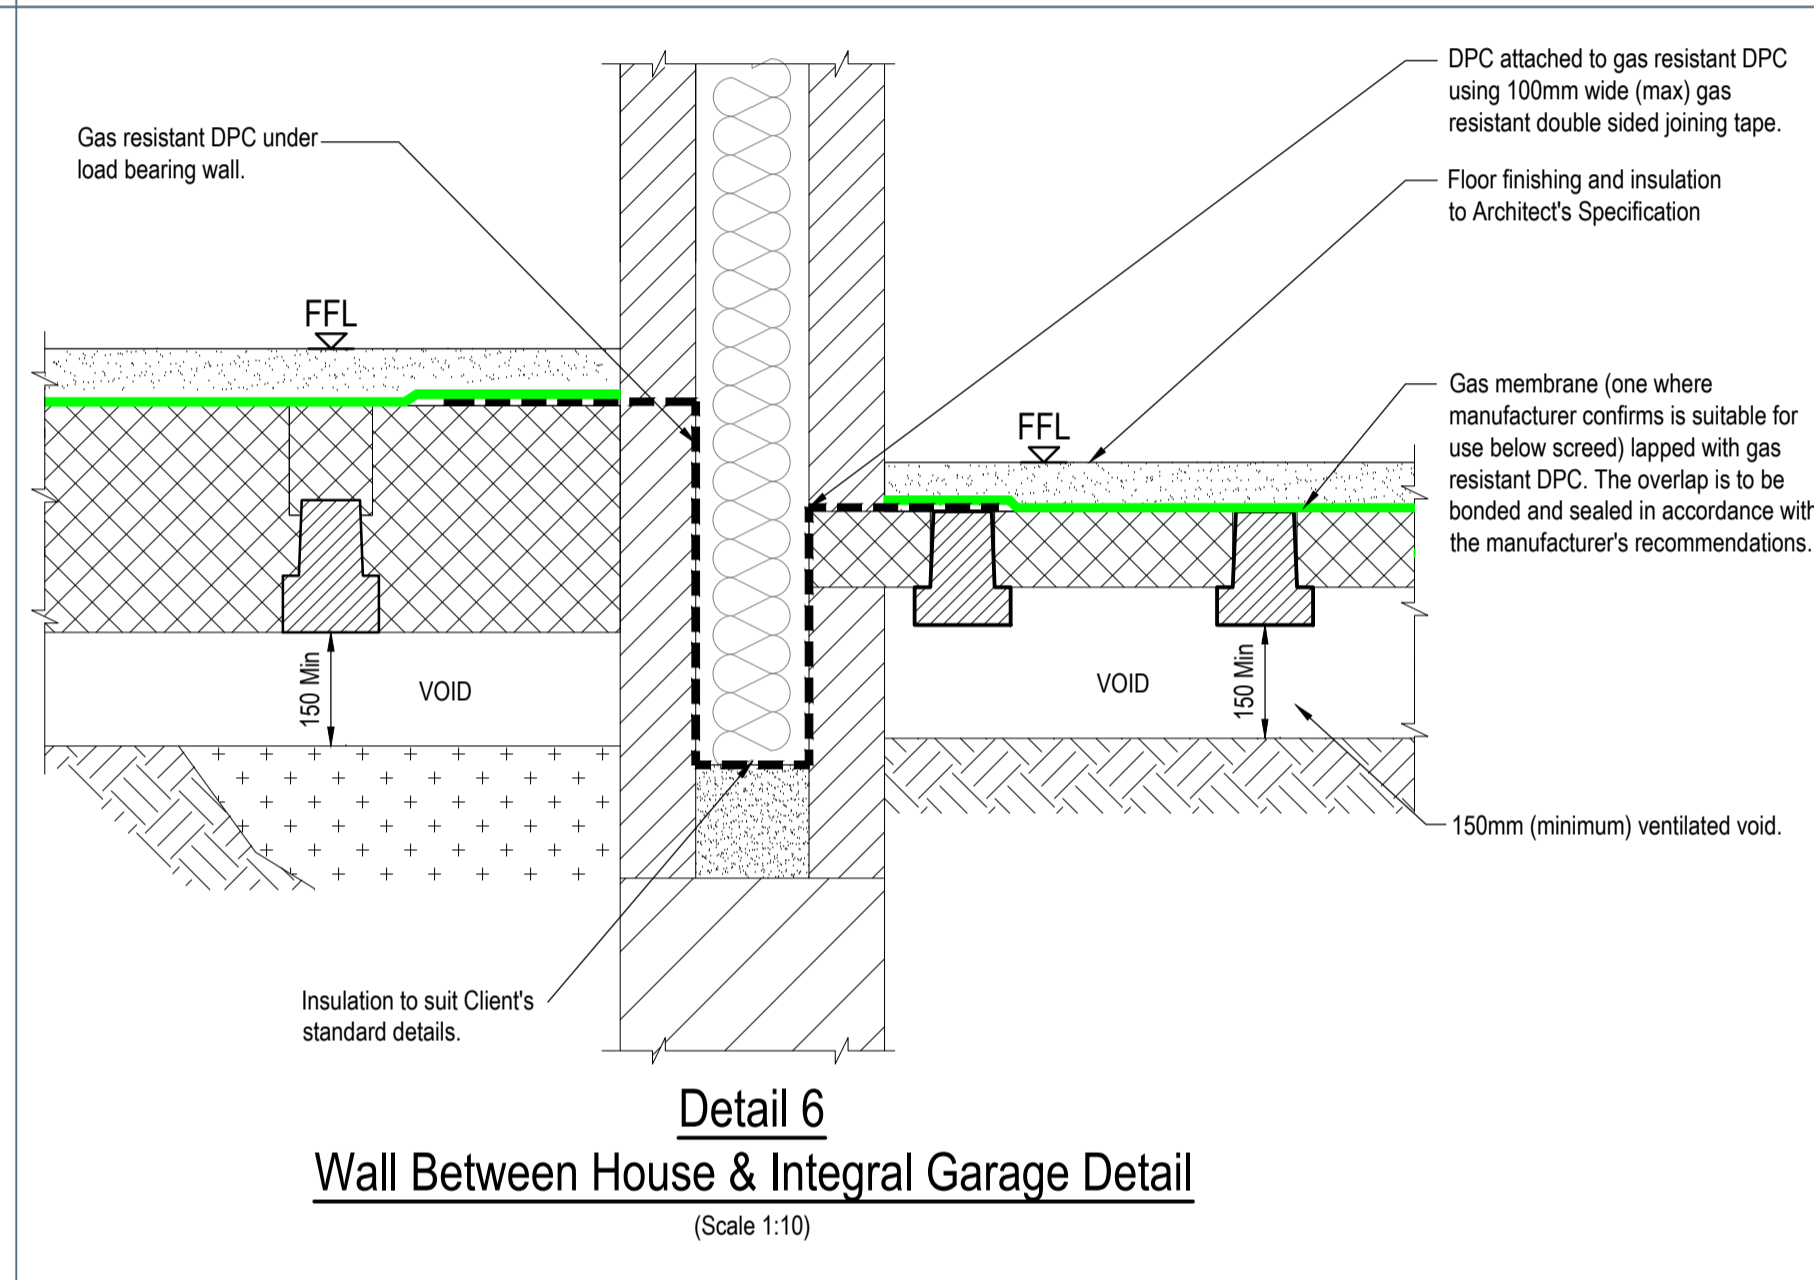 DPC attached to gas resistant DPC
using 100mm wide (max) gas
resistant double sided joining tape.
Gas resistant DPC under
load bearing wall.
Floor finishing and insulation
to Architect's Specification
FFL
FFL
Gas membrane (one where
manufacturer confirms is suitable for
use below screed) lapped with gas
resistant DPC. The overlap is to be
bonded and sealed in accordance with
the manufacturer's recommendations.
150 Min
VOID
VOID
150 Min
150mm (minimum) ventilated void.
Insulation to suit Client's
standard details.
Detail 6
Wall Between House & Integral Garage Detail
(Scale 1:10)